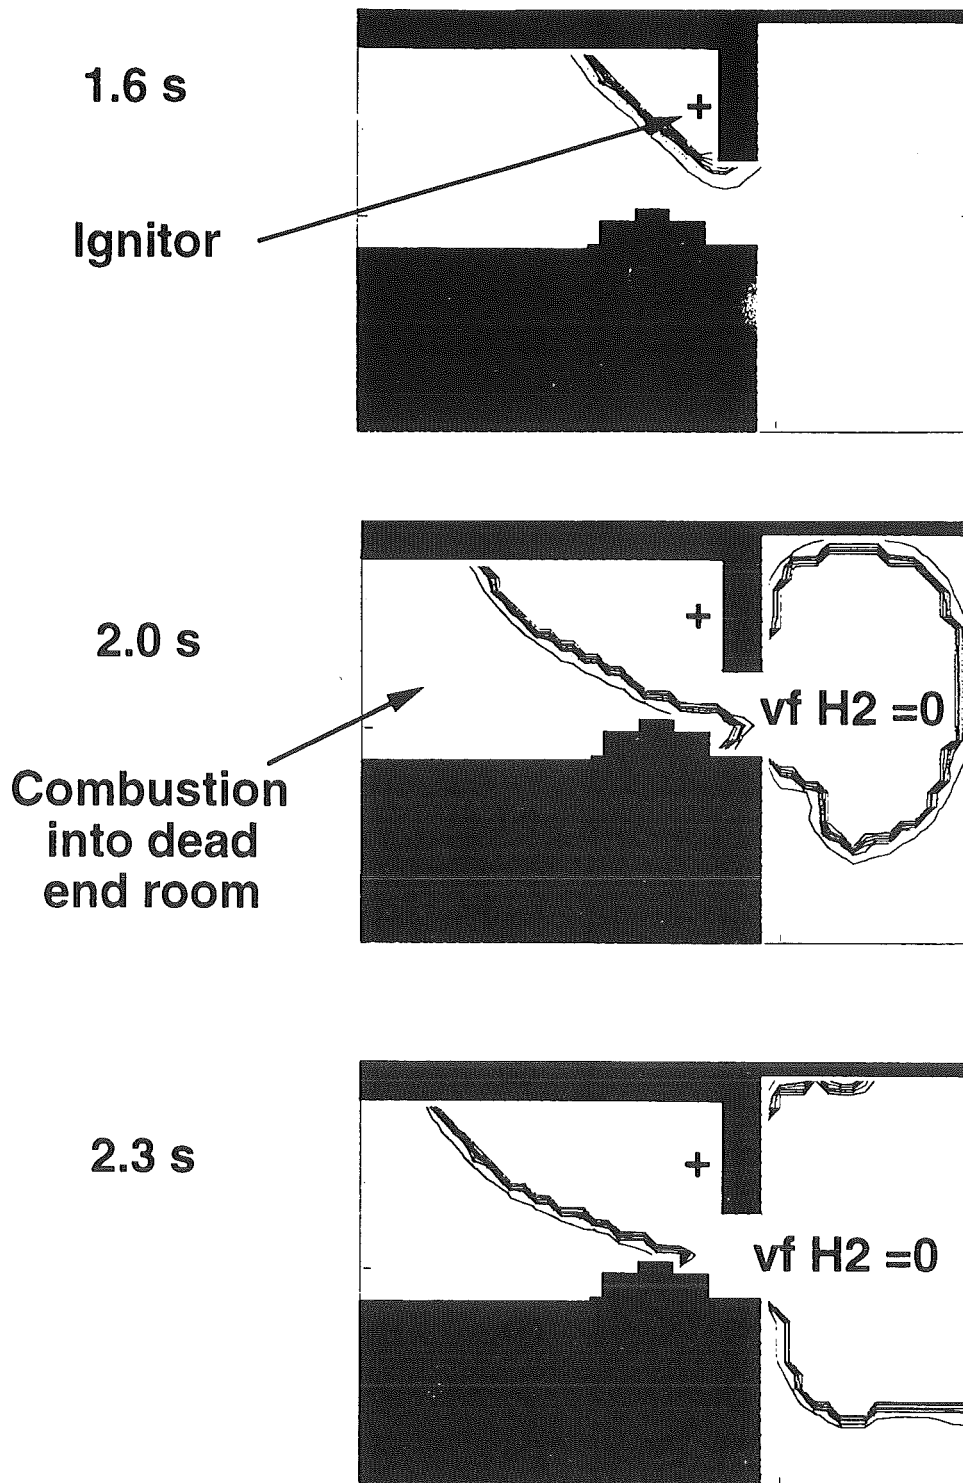 1.6 s
Ignitor
2.0 s
vf H2 =0
Combustion
into dead
end room
2.3 s
vf H2 =0